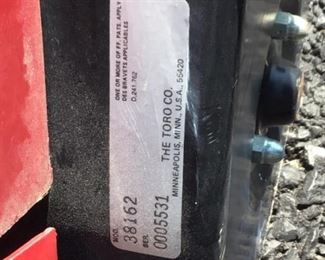 ONE OR MORE OF FF. PATS. APPLY
DES BRAVETS APPLICABLES
D.241,762
MOD. 38162
SER. 0005531
THE TORO CO.
MINNEAPOLIS, MINN., U.S.A., 55420